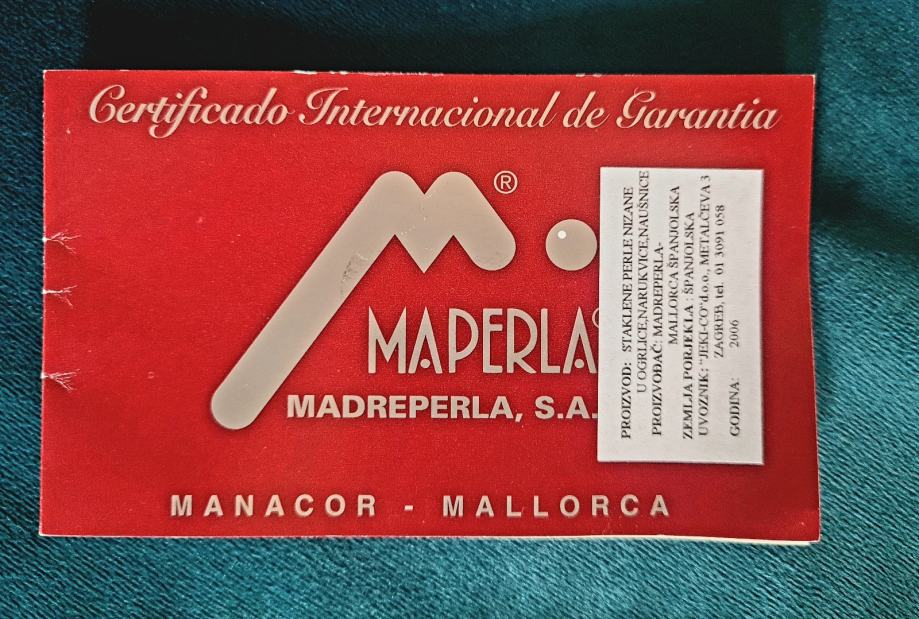 Certificado Internacional de Garantia
®
MAPERLA
MADREPERLA, S.A.
MANACOR - MALLORCA
PROIZVOD: STAKLENE PERLE NIZANE
U OGRLICE,NARUKVICE,NAUŠNICE
PROIZVOĐAČ: MADREPERLA-
MALLORCA ŠPANJOLSKA
ZEMLJA PORJEKLA : ŠPANJOLSKA
UVOZNIK: "JEKI-CO"d.o.o., METALČEVA 3
ZAGREB, tel. 01 3091 058
GODINA: 2006